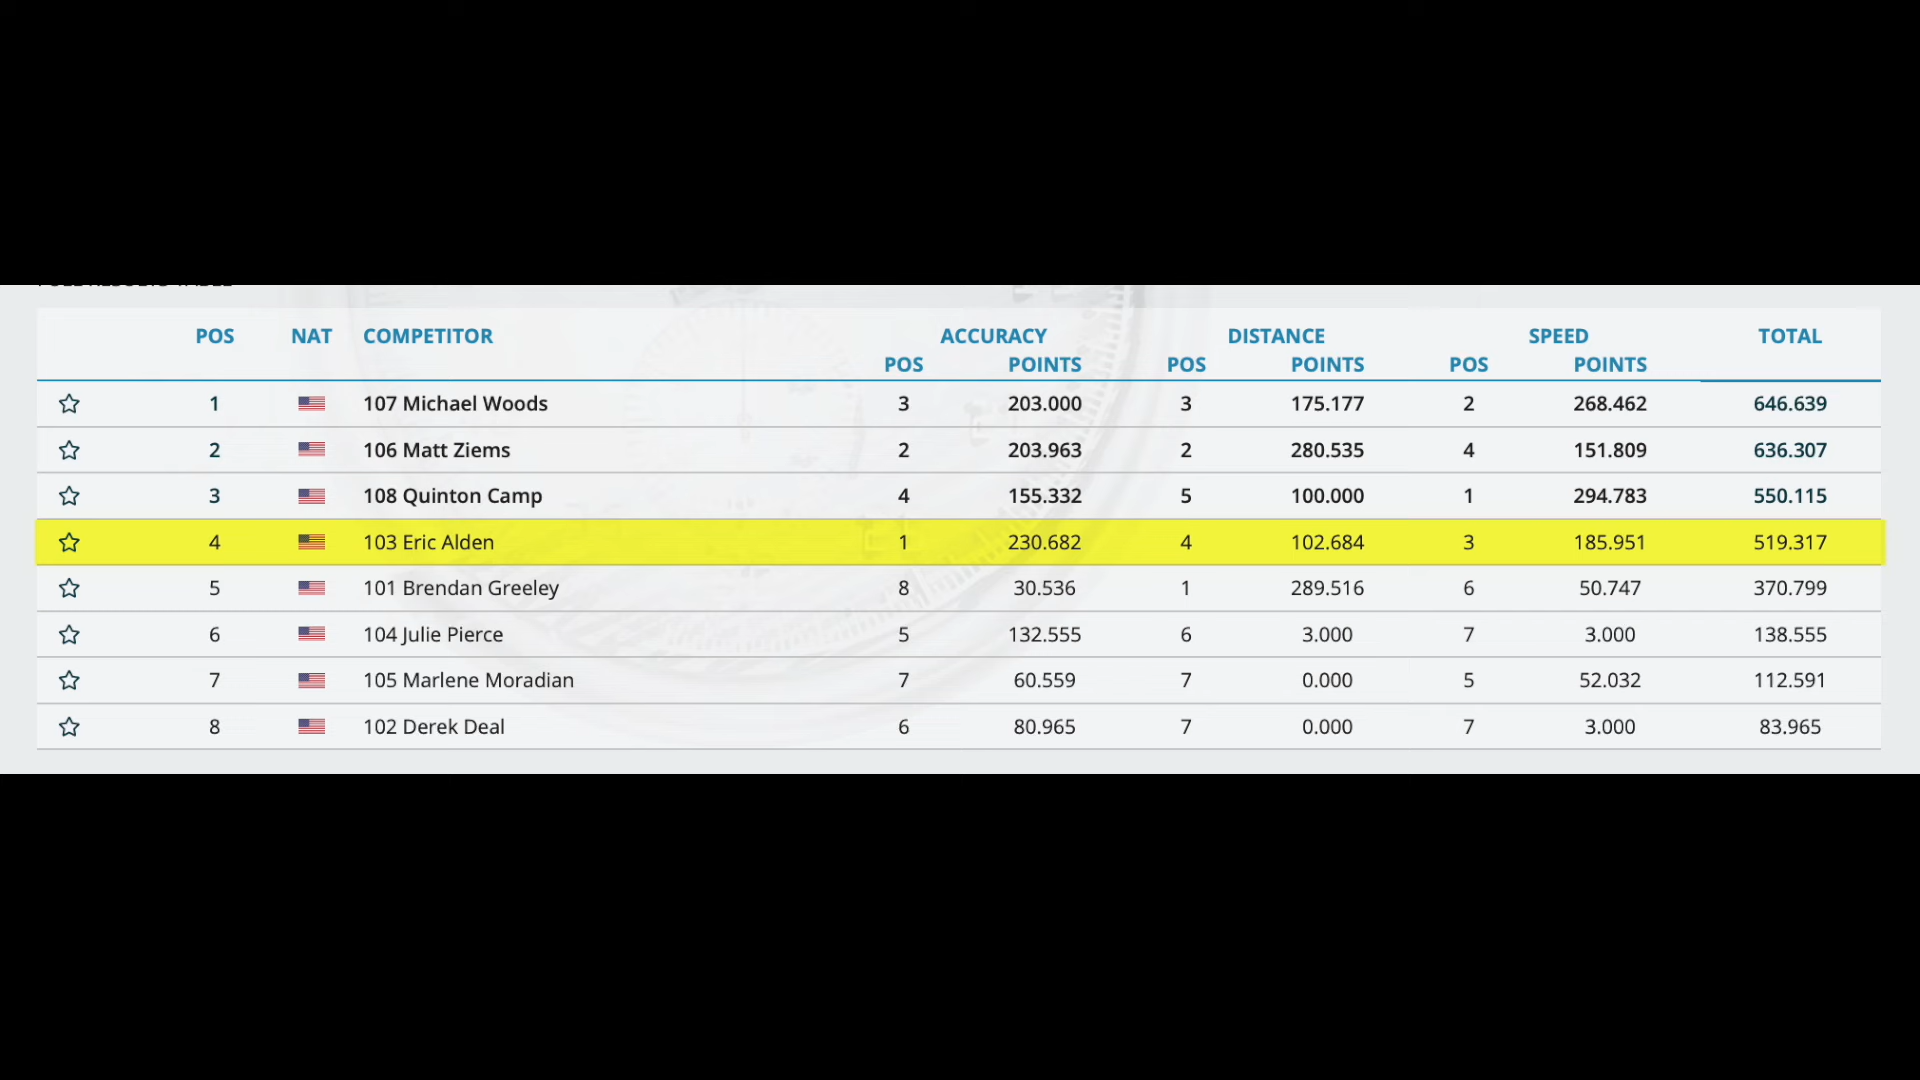 POS NAT COMPETITOR ACCURACY DISTANCE SPEED TOTAL
POS POINTS POS POINTS POS POINTS
1 107 Michael Woods 3 203.000 3 175.177 2 268.462 646.639
2 106 Matt Ziems 2 203.963 2 280.535 4 151.809 636.307
3 108 Quinton Camp 4 155.332 5 100.000 1 294.783 550.115
4 103 Eric Alden 1 230.682 4 102.684 3 185.951 519.317
5 101 Brendan Greeley 8 30.536 1 289.516 6 50.747 370.799
6 104 Julie Pierce 5 132.555 6 3.000 7 3.000 138.555
7 105 Marlene Moradian 7 60.559 7 0.000 5 52.032 112.591
8 102 Derek Deal 6 80.965 7 0.000 7 3.000 83.965